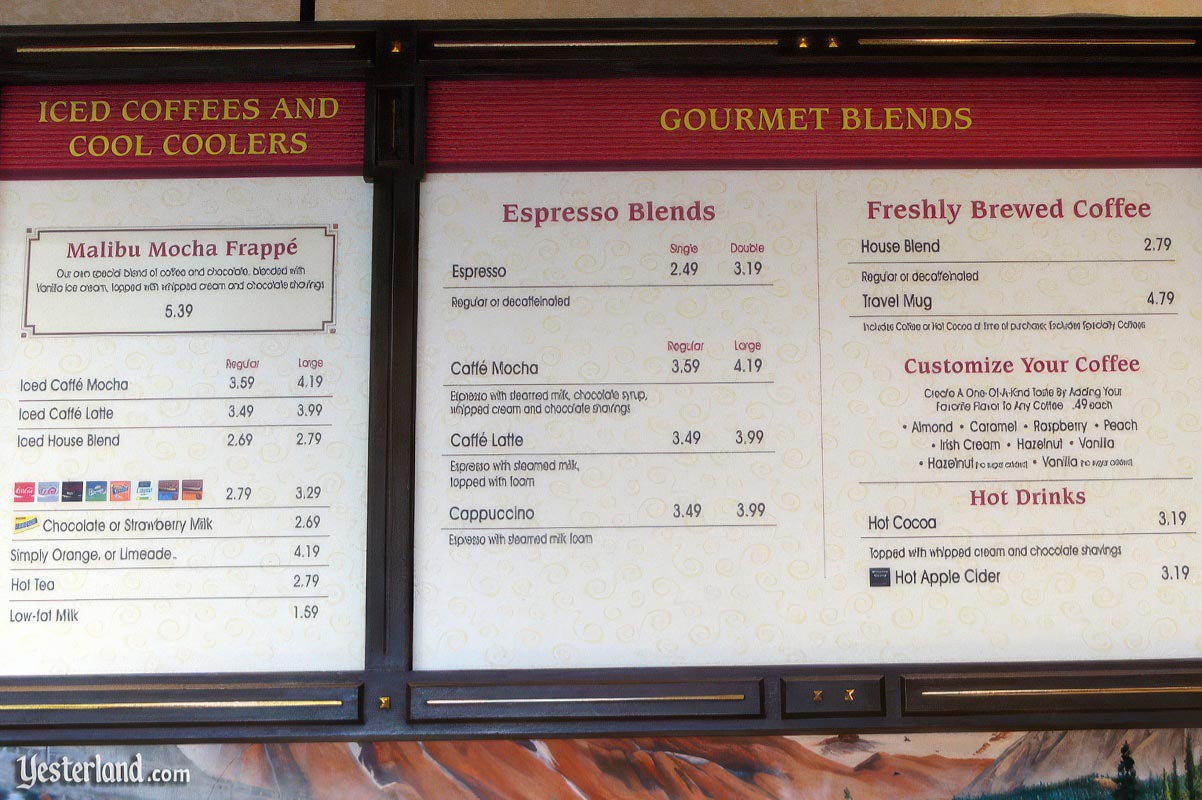 ICED COFFEES AND
COOL COOLERS
Malibu Mocha Frappé
Our own special blend of coffee and chocolate, blended with
Vanilla ice cream, topped with whipped cream and chocolate shavings
5.39
Regular Large
Iced Caffé Mocha 3.59 4.19
Iced Caffé Latte 3.49 3.99
Iced House Blend 2.69 2.79
2.79 3.29
Chocolate or Strawberry Milk 2.69
Simply Orange, or Limeade 4.19
Hot Tea 2.79
Low-fat Milk 1.59
GOURMET BLENDS
Espresso Blends
Single Double
Espresso 2.49 3.19
Regular or decaffeinated
Regular Large
Caffé Mocha 3.59 4.19
Espresso with steamed milk, chocolate syrup,
whipped cream and chocolate shavings
Caffé Latte 3.49 3.99
Espresso with steamed milk,
topped with foam
Cappuccino 3.49 3.99
Espresso with steamed milk foam
Freshly Brewed Coffee
House Blend 2.79
Regular or decaffeinated
Travel Mug 4.79
Includes Coffee or Hot Cocoa at time of purchase; Excludes Specialty Coffees
Customize Your Coffee
Create A One-Of-A-Kind Taste By Adding Your
Favorite Flavor To Any Coffee .49 each
• Almond • Caramel • Raspberry • Peach
• Irish Cream • Hazelnut • Vanilla
• Hazelnut (no sugar added) • Vanilla (no sugar added)
Hot Drinks
Hot Cocoa 3.19
Topped with whipped cream and chocolate shavings
Hot Apple Cider 3.19
Yesterland.com